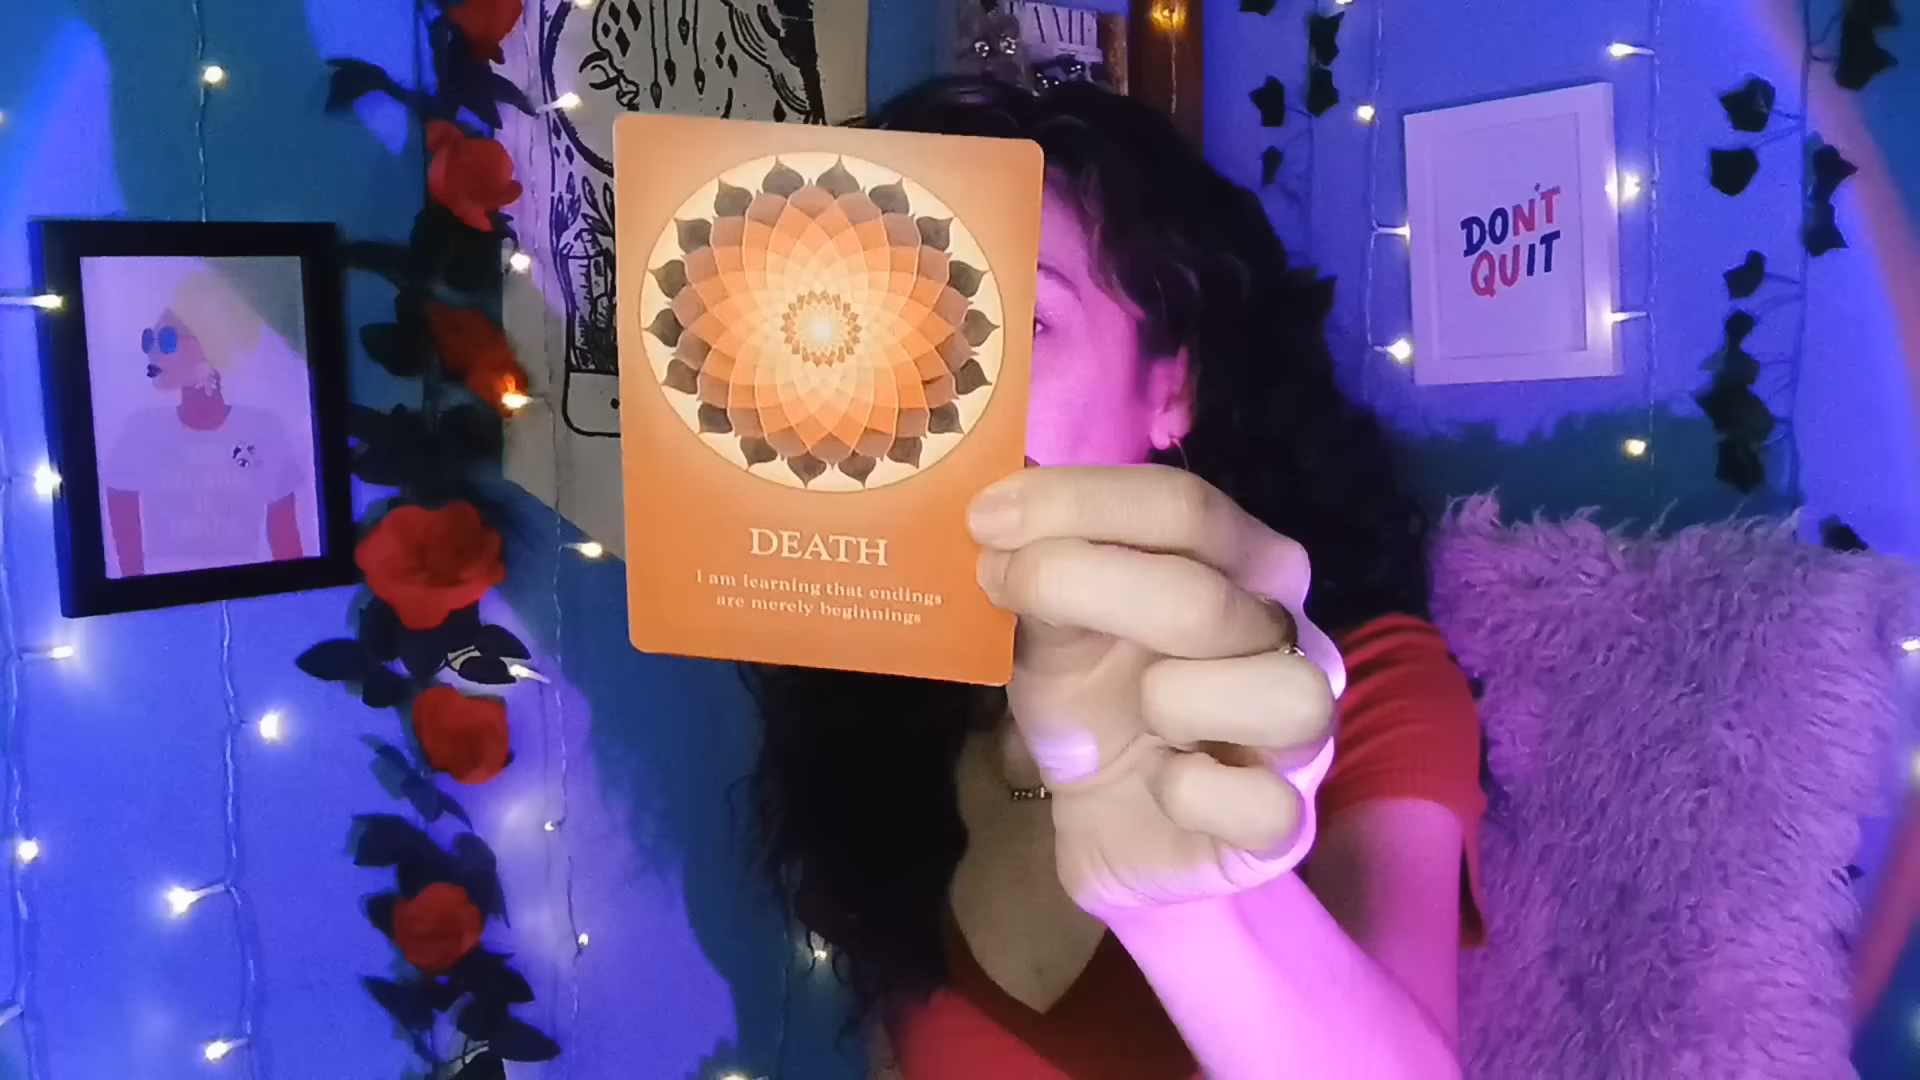 DEATH
I am learning that endings
are merely beginnings
DON'T
QUIT